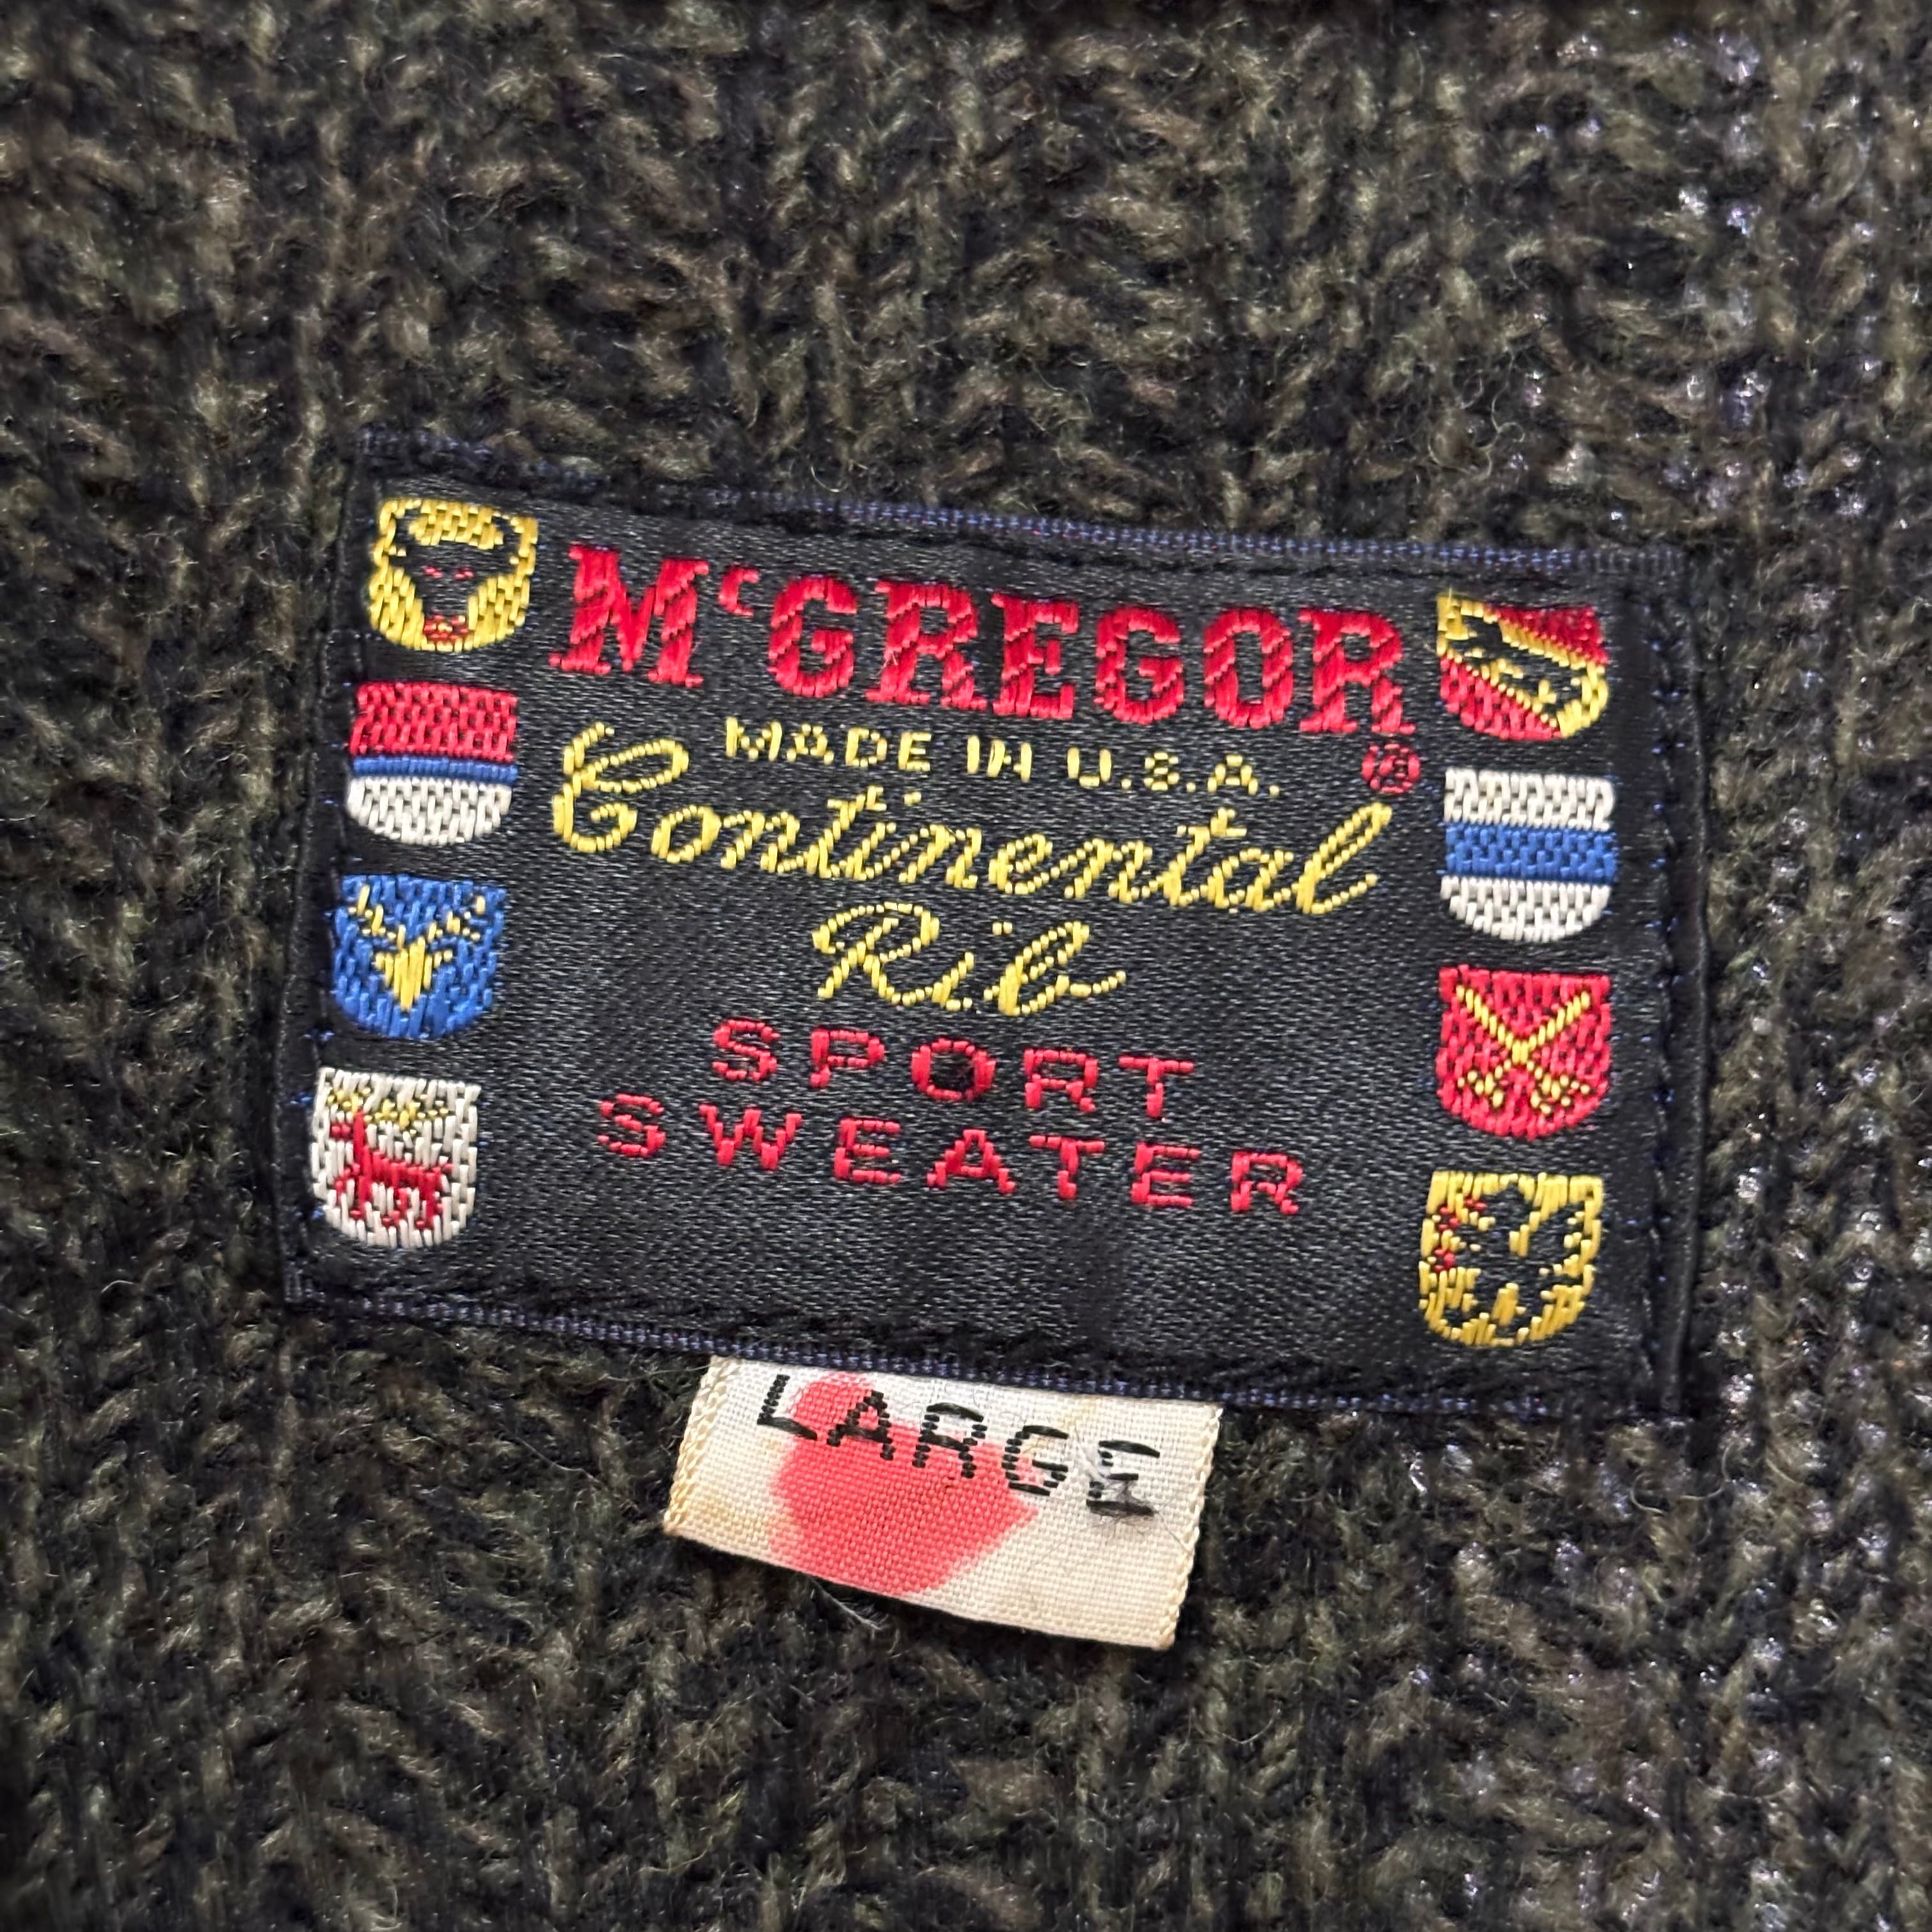 McGREGOR
MADE IN U.S.A. ®
Continental
Rib
SPORT
SWEATER
LARGE